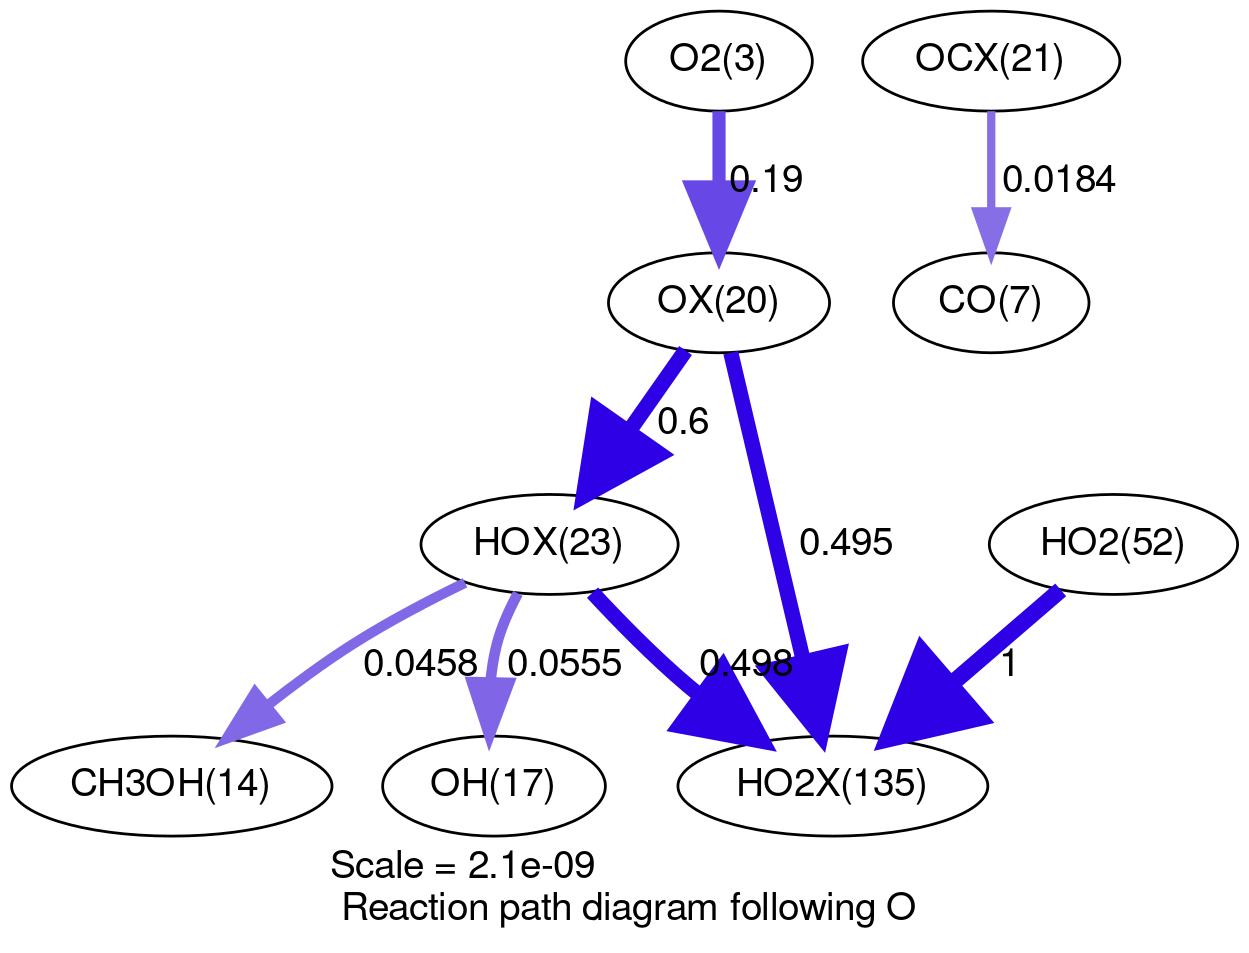 O2(3)
OCX(21)
0.19
0.0184
OX(20)
CO(7)
0.6
HOX(23)
0.495
HO2(52)
0.0458
0.0555
0.498
1
CH3OH(14)
OH(17)
HO2X(135)
Scale = 2.1e-09
Reaction path diagram following O